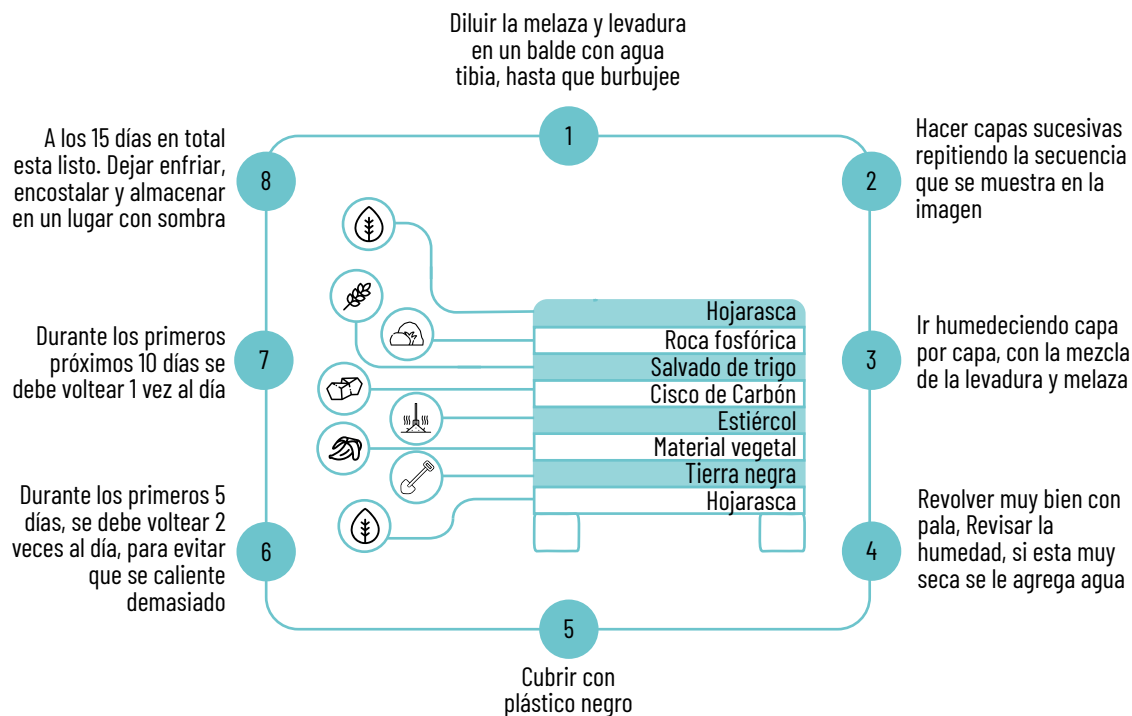 1
Diluir la melaza y levadura
en un balde con agua
tibia, hasta que burbujee
2
Hacer capas sucesivas
repitiendo la secuencia
que se muestra en la
imagen
3
Ir humedeciendo capa
por capa, con la mezcla
de la levadura y melaza
4
Revolver muy bien con
pala, Revisar la
humedad, si esta muy
seca se le agrega agua
5
Cubrir con
plástico negro
6
Durante los primeros 5
días, se debe voltear 2
veces al día, para evitar
que se caliente
demasiado
7
Durante los primeros
próximos 10 días se
debe voltear 1 vez al día
8
A los 15 días en total
esta listo. Dejar enfriar,
encostalar y almacenar
en un lugar con sombra
Hojarasca
Roca fosfórica
Salvado de trigo
Cisco de Carbón
Estiércol
Material vegetal
Tierra negra
Hojarasca